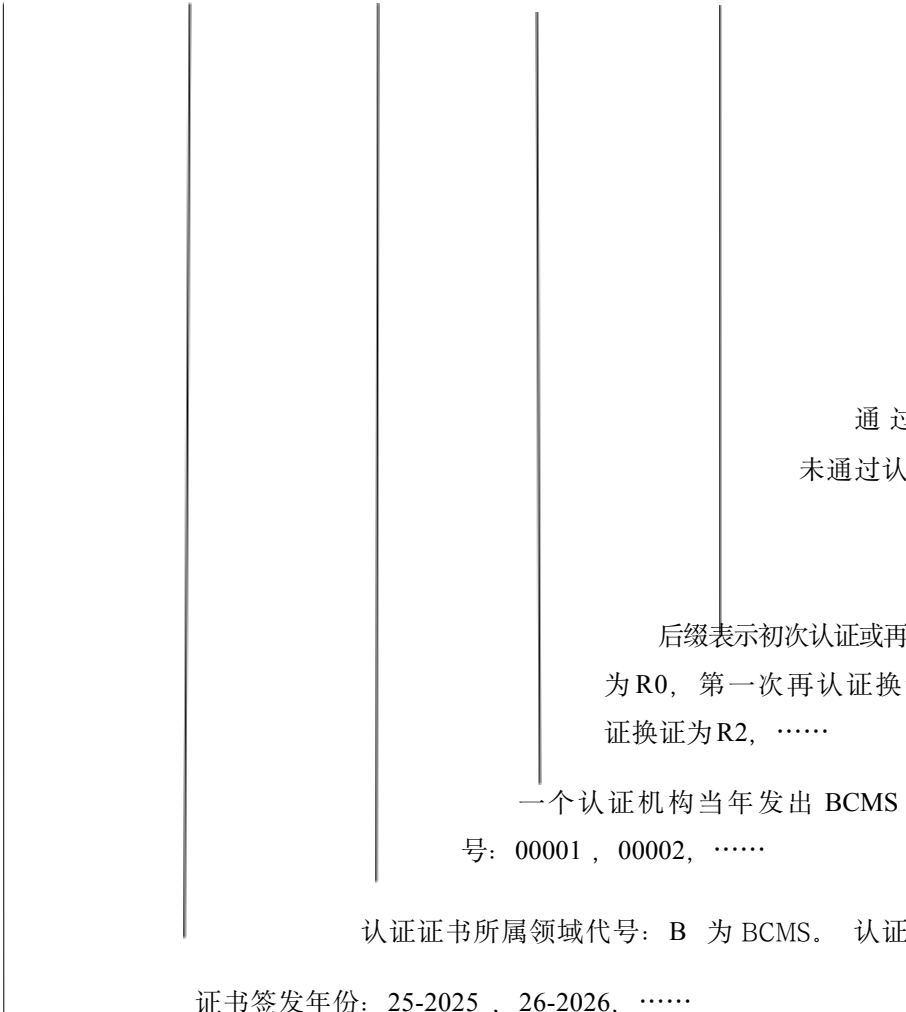 通 过
未通过认
后缀表示初次认证或再
为R0，第一次再认证换
证换证为R2，……
一个认证机构当年发出 BCMS
号：00001，00002，……
认证证书所属领域代号：B 为 BCMS。 认证
证书签发年份：25-2025，26-2026，……